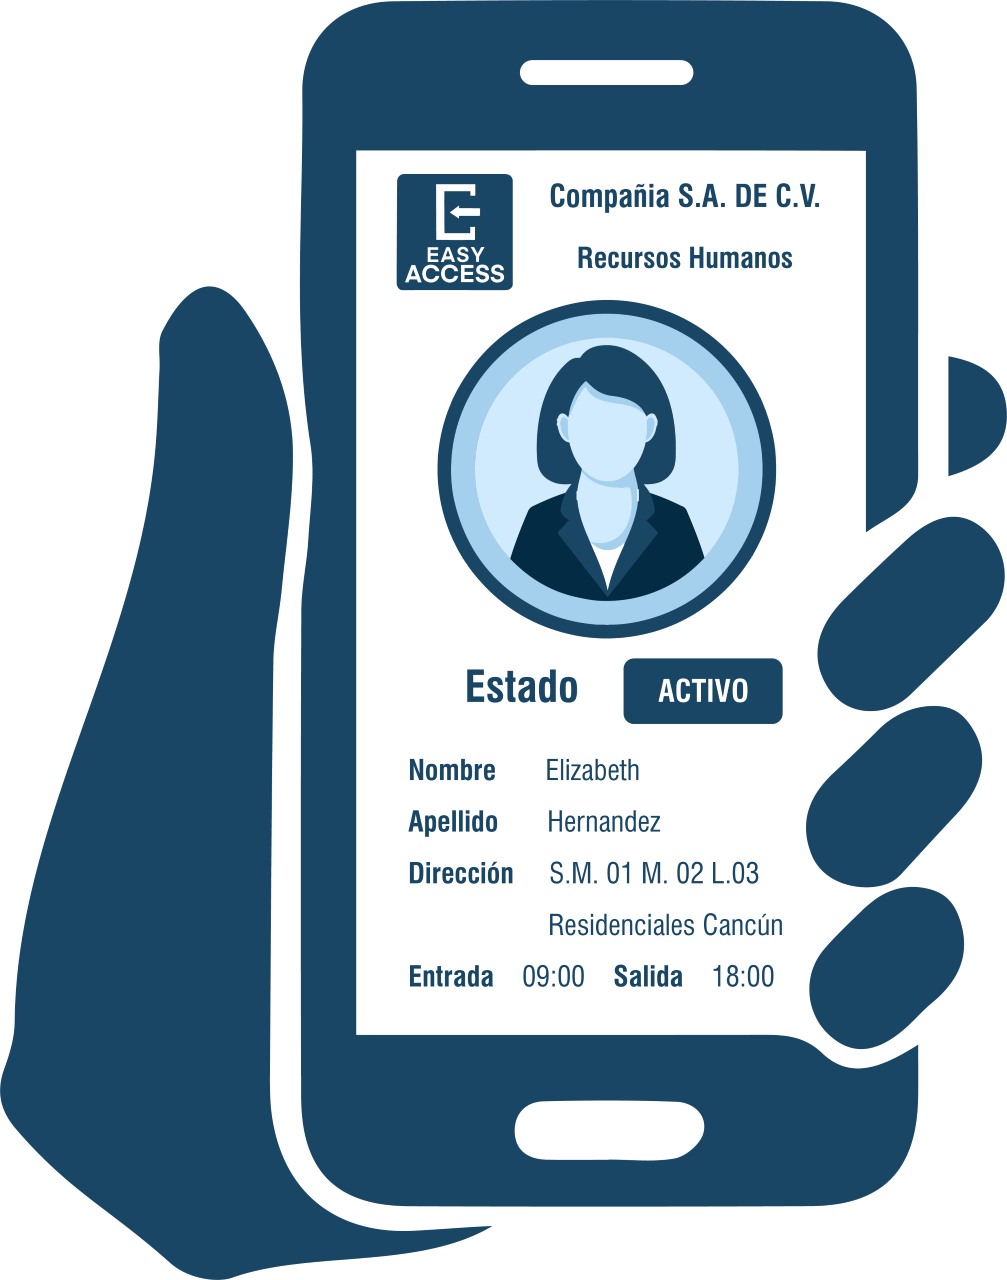 EASY
ACCESS
Compañia S.A. DE C.V.
Recursos Humanos
Estado ACTIVO
Nombre Elizabeth
Apellido Hernandez
Dirección S.M. 01 M. 02 L.03
Residenciales Cancún
Entrada 09:00 Salida 18:00